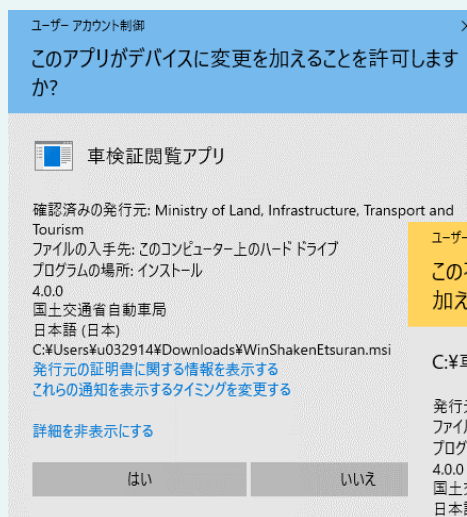 ユーザー アカウント制御
このアプリがデバイスに変更を加えることを許可します
か?
車検証閲覧アプリ
確認済みの発行元: Ministry of Land, Infrastructure, Transport and
Tourism
ファイルの入手先: このコンピューター上のハード ドライブ
プログラムの場所: インストール
4.0.0
国土交通省自動車局
日本語 (日本)
C:¥Users¥u032914¥Downloads¥WinShakenEtsuran.msi
発行元の証明書に関する情報を表示する
これらの通知を表示するタイミングを変更する
詳細を非表示にする
はい
いいえ
ユーザー
この
加え
C:¥車
発行元
ファイル
プログ
4.0.0
国土交
日本語